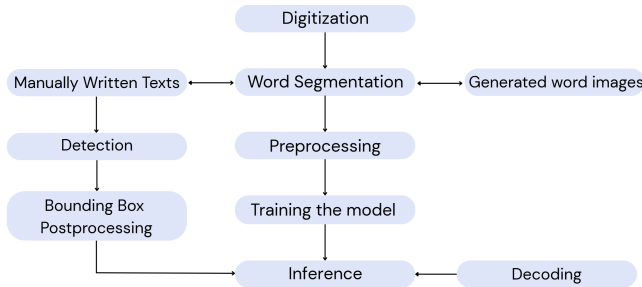 Digitization
Manually Written Texts
Word Segmentation
Generated word images
Detection
Preprocessing
Bounding Box
Postprocessing
Training the model
Inference
Decoding